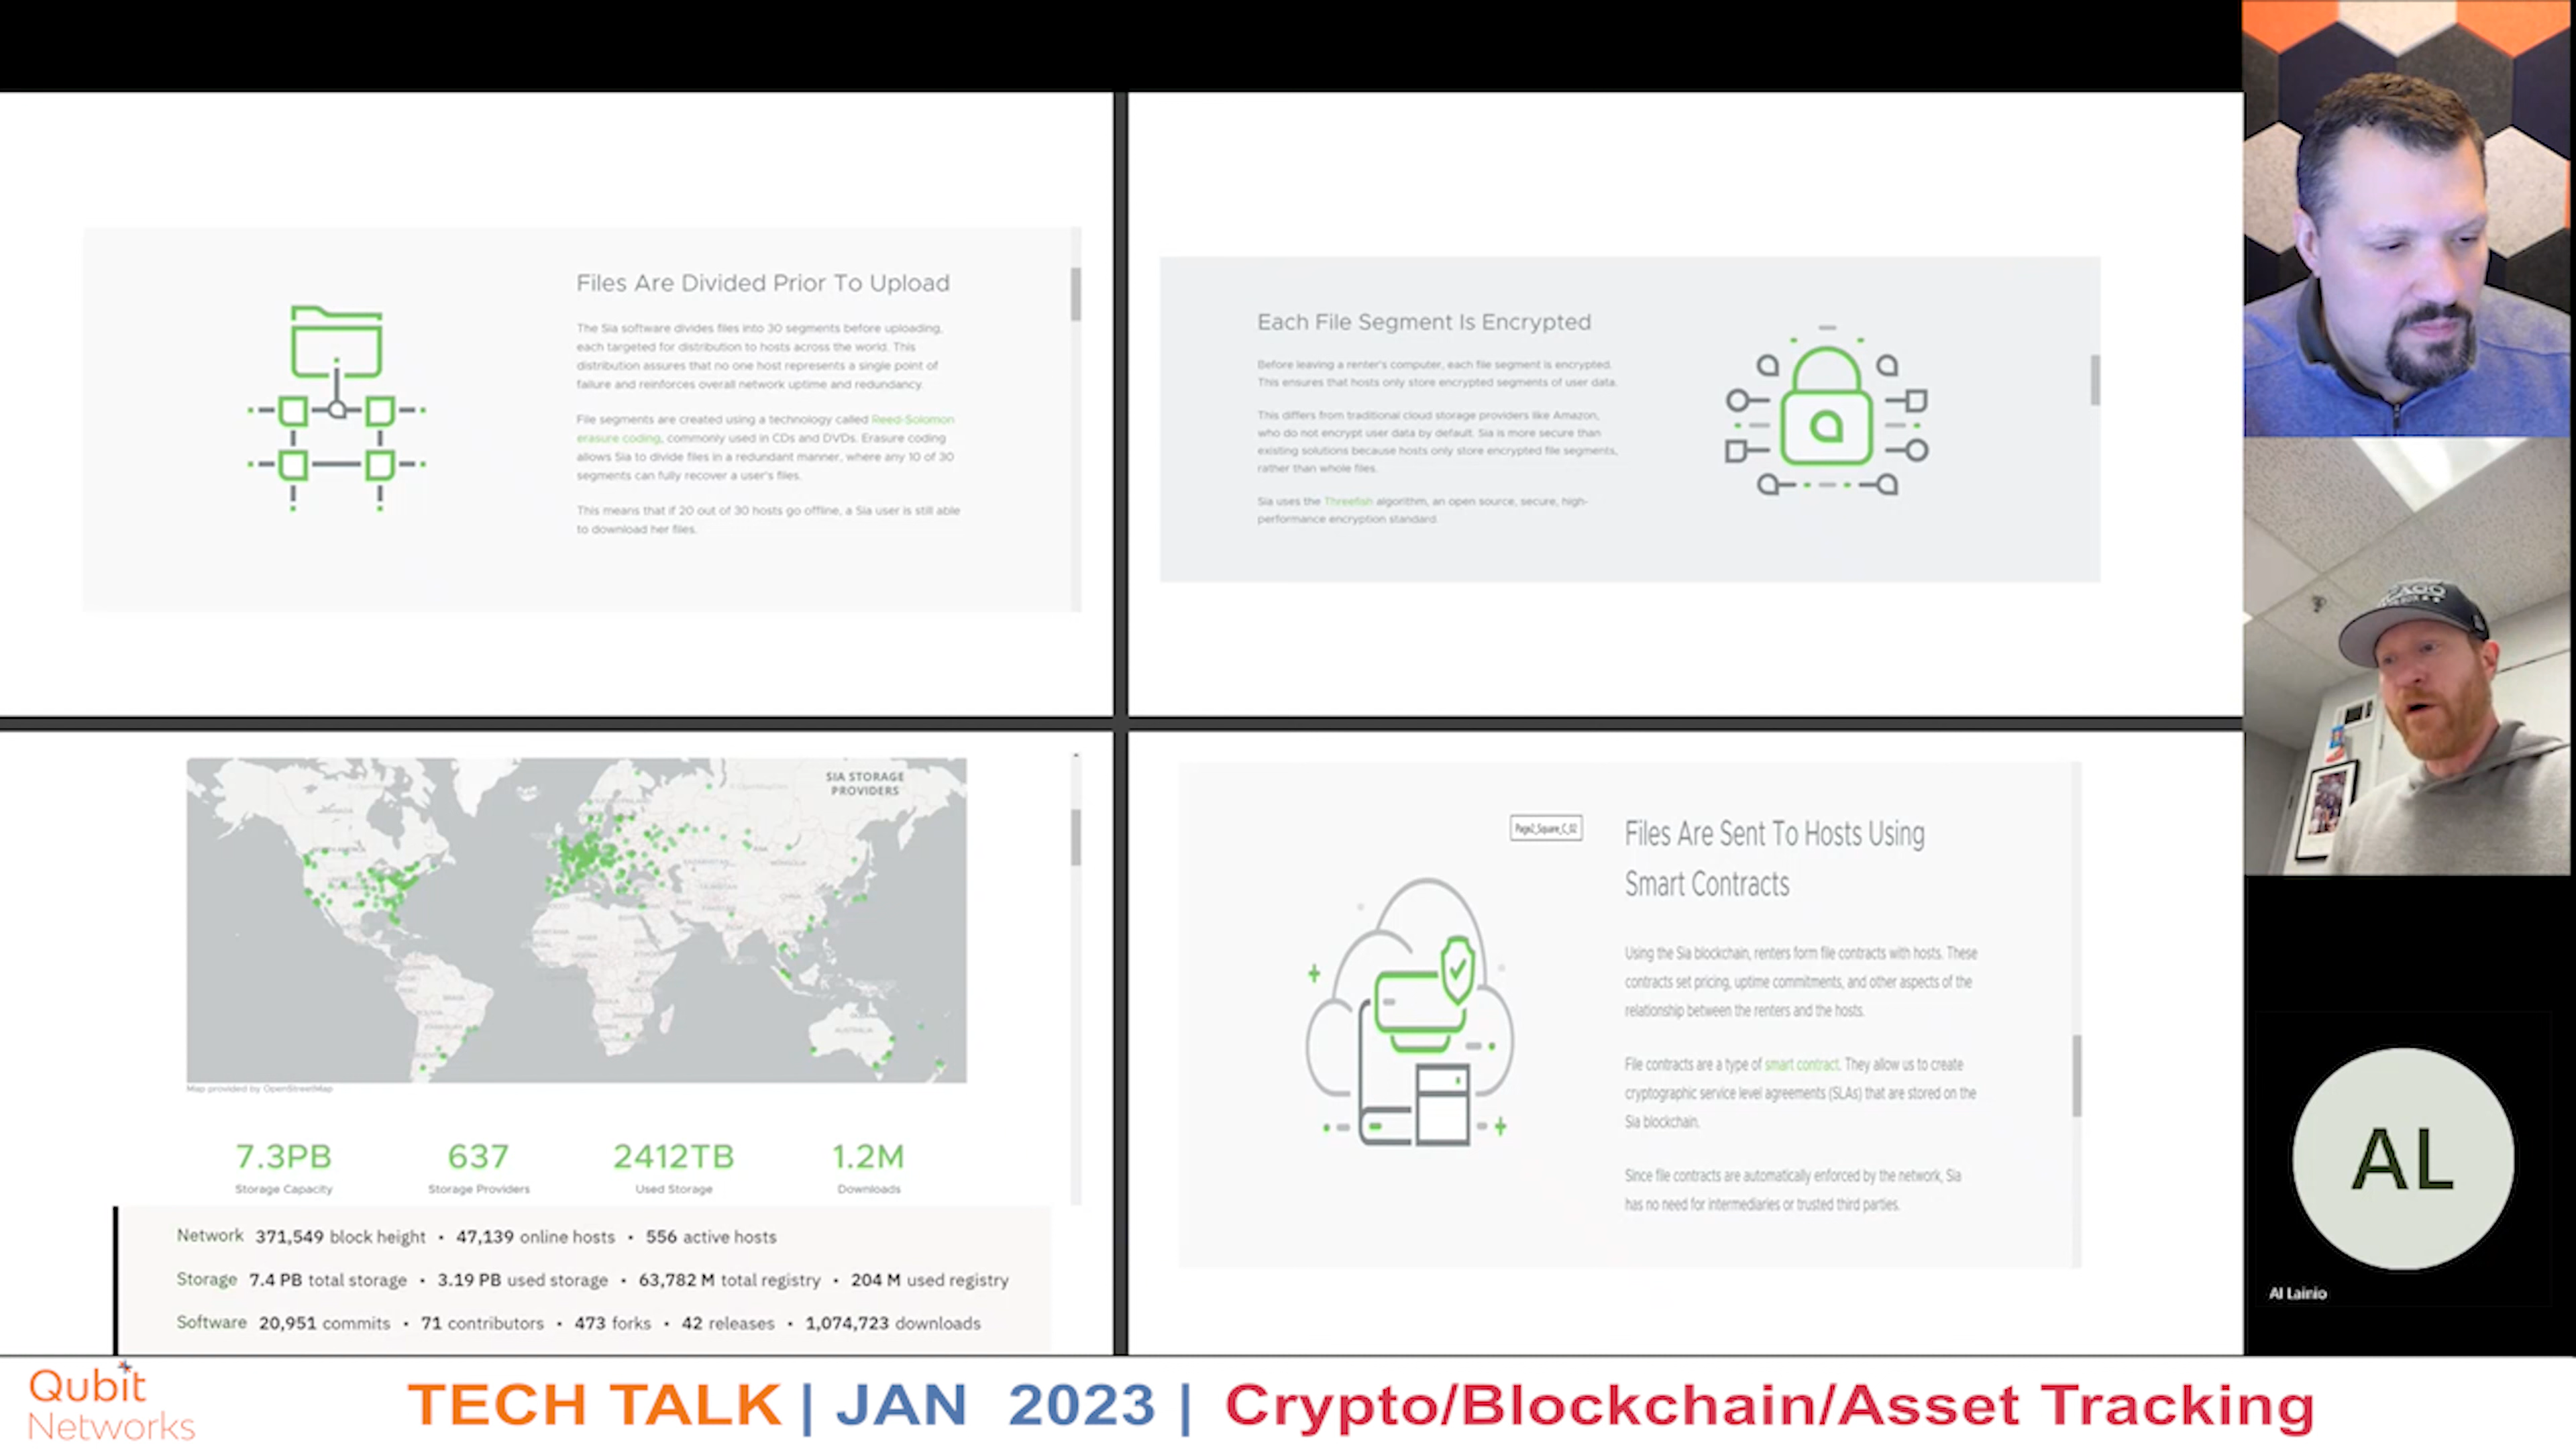 Files Are Divided Prior To Upload
The Sia software divides files into 30 segments before uploading,
each targeted for distribution to hosts across the world. This
distribution assures that no one host represents a single point of
failure and reinforces overall network uptime and redundancy.
File segments are created using a technology called Reed-Solomon
erasure coding, commonly used in CDs and DVDs. Erasure coding
allows Sia to divide files in a redundant manner, where any 10 of 30
segments can fully recover a user's files.
This means that if 20 out of 30 hosts go offline, a Sia user is still able
to download her files.
Each File Segment Is Encrypted
Before leaving a renter's computer, each file segment is encrypted.
This ensures that hosts only store encrypted segments of user data.
This differs from traditional cloud storage providers like Amazon,
who do not encrypt user data by default. Sia is more secure than
existing solutions because hosts only store encrypted file segments,
rather than whole files.
Sia uses the Threefish algorithm, an open source, secure, high-
performance encryption standard
SIA STORAGE
PROVIDERS
AUSTRALIA
BRASIL
Map provided by OpenStreetMap
7.3PB
Storage Capacity
637
Storage Providers
2412TB
Used Storage
1.2M
Downloads
Network 371,549 block height • 47,139 online hosts • 556 active hosts
Storage 7.4 PB total storage • 3.19 PB used storage • 63,782 M total registry • 204 M used registry
Software 20,951 commits • 71 contributors • 473 forks • 42 releases • 1,074,723 downloads
Page2_Square_C_02
Files Are Sent To Hosts Using
Smart Contracts
Using the Sia blockchain, renters form file contracts with hosts. These
contracts set pricing, uptime commitments, and other aspects of the
relationship between the renters and the hosts.
File contracts are a type of smart contract. They allow us to create
cryptographic service level agreements (SLAs) that are stored on the
Sia blockchain.
Since file contracts are automatically enforced by the network, Sia
has no need for intermediaries or trusted third parties.
AL
Al Lainio
Qubit
Networks
TECH TALK | JAN 2023 | Crypto/Blockchain/Asset Tracking